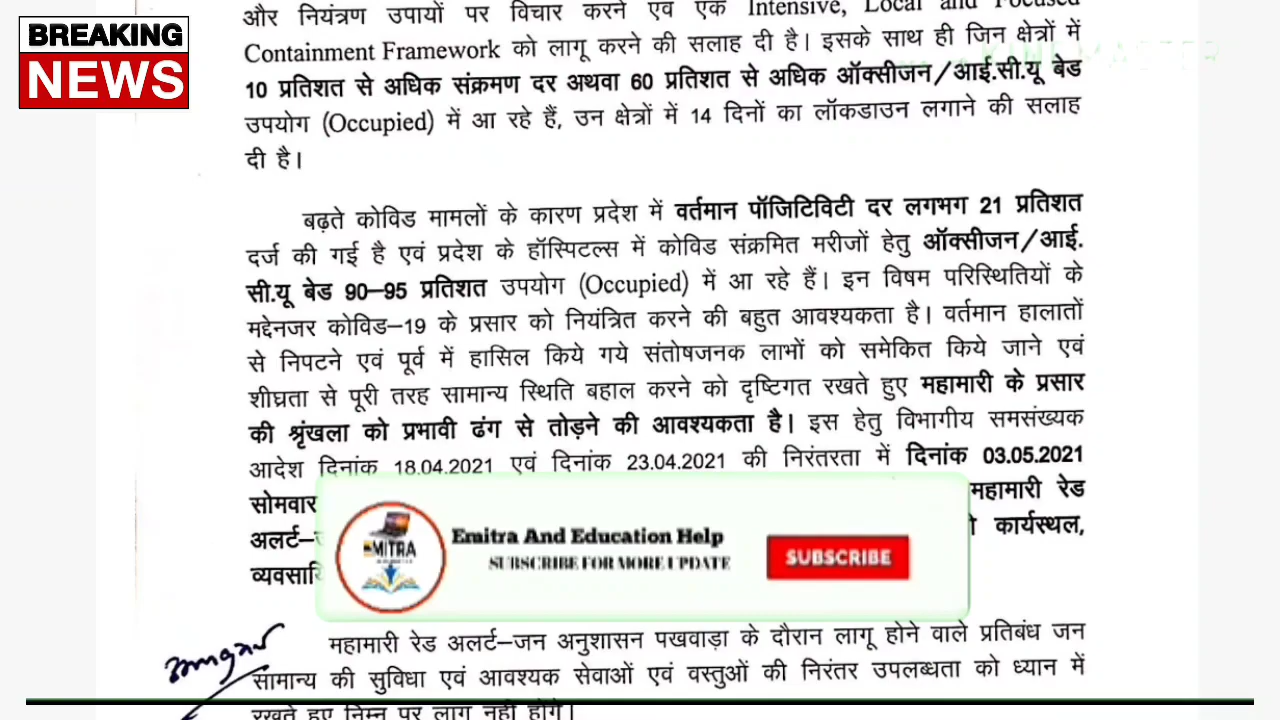 BREAKING
NEWS
और नियंत्रण उपायों पर विचार करने एवं एक Intensive, Local and Focused
Containment Framework को लागू करने की सलाह दी है। इसके साथ ही जिन क्षेत्रों में
10 प्रतिशत से अधिक संक्रमण दर अथवा 60 प्रतिशत से अधिक ऑक्सीजन/आई.सी.यू बेड
उपयोग (Occupied) में आ रहे हैं, उन क्षेत्रों में 14 दिनों का लॉकडाउन लगाने की सलाह
दी है।
बढ़ते कोविड मामलों के कारण प्रदेश में वर्तमान पॉजिटिविटी दर लगभग 21 प्रतिशत
दर्ज की गई है एवं प्रदेश के हॉस्पिटल्स में कोविड संक्रमित मरीजों हेतु ऑक्सीजन/आई.
सी.यू बेड 90–95 प्रतिशत उपयोग (Occupied) में आ रहे हैं। इन विषम परिस्थितियों के
मद्देनजर कोविड–19 के प्रसार को नियंत्रित करने की बहुत आवश्यकता है। वर्तमान हालातों
से निपटने एवं पूर्व में हासिल किये गये संतोषजनक लाभों को समेकित किये जाने एवं
शीघ्रता से पूरी तरह सामान्य स्थिति बहाल करने को दृष्टिगत रखते हुए महामारी के प्रसार
की श्रृंखला को प्रभावी ढंग से तोड़ने की आवश्यकता है। इस हेतु विभागीय समसंख्यक
आदेश दिनांक 18.04.2021 एवं दिनांक 23.04.2021 की निरंतरता में दिनांक 03.05.2021
सोमवार महामारी रेड
अलर्ट– कार्यस्थल,
EMITRA
Emitra And Education Help
SUBSCRIBE FOR MORE UPDATE
SUBSCRIBE
महामारी रेड अलर्ट–जन अनुशासन पखवाड़ा के दौरान लागू होने वाले प्रतिबंध जन
सामान्य की सुविधा एवं आवश्यक सेवाओं एवं वस्तुओं की निरंतर उपलब्धता को ध्यान में
रखते हुए निम्न पर लागू नहीं होंगे।